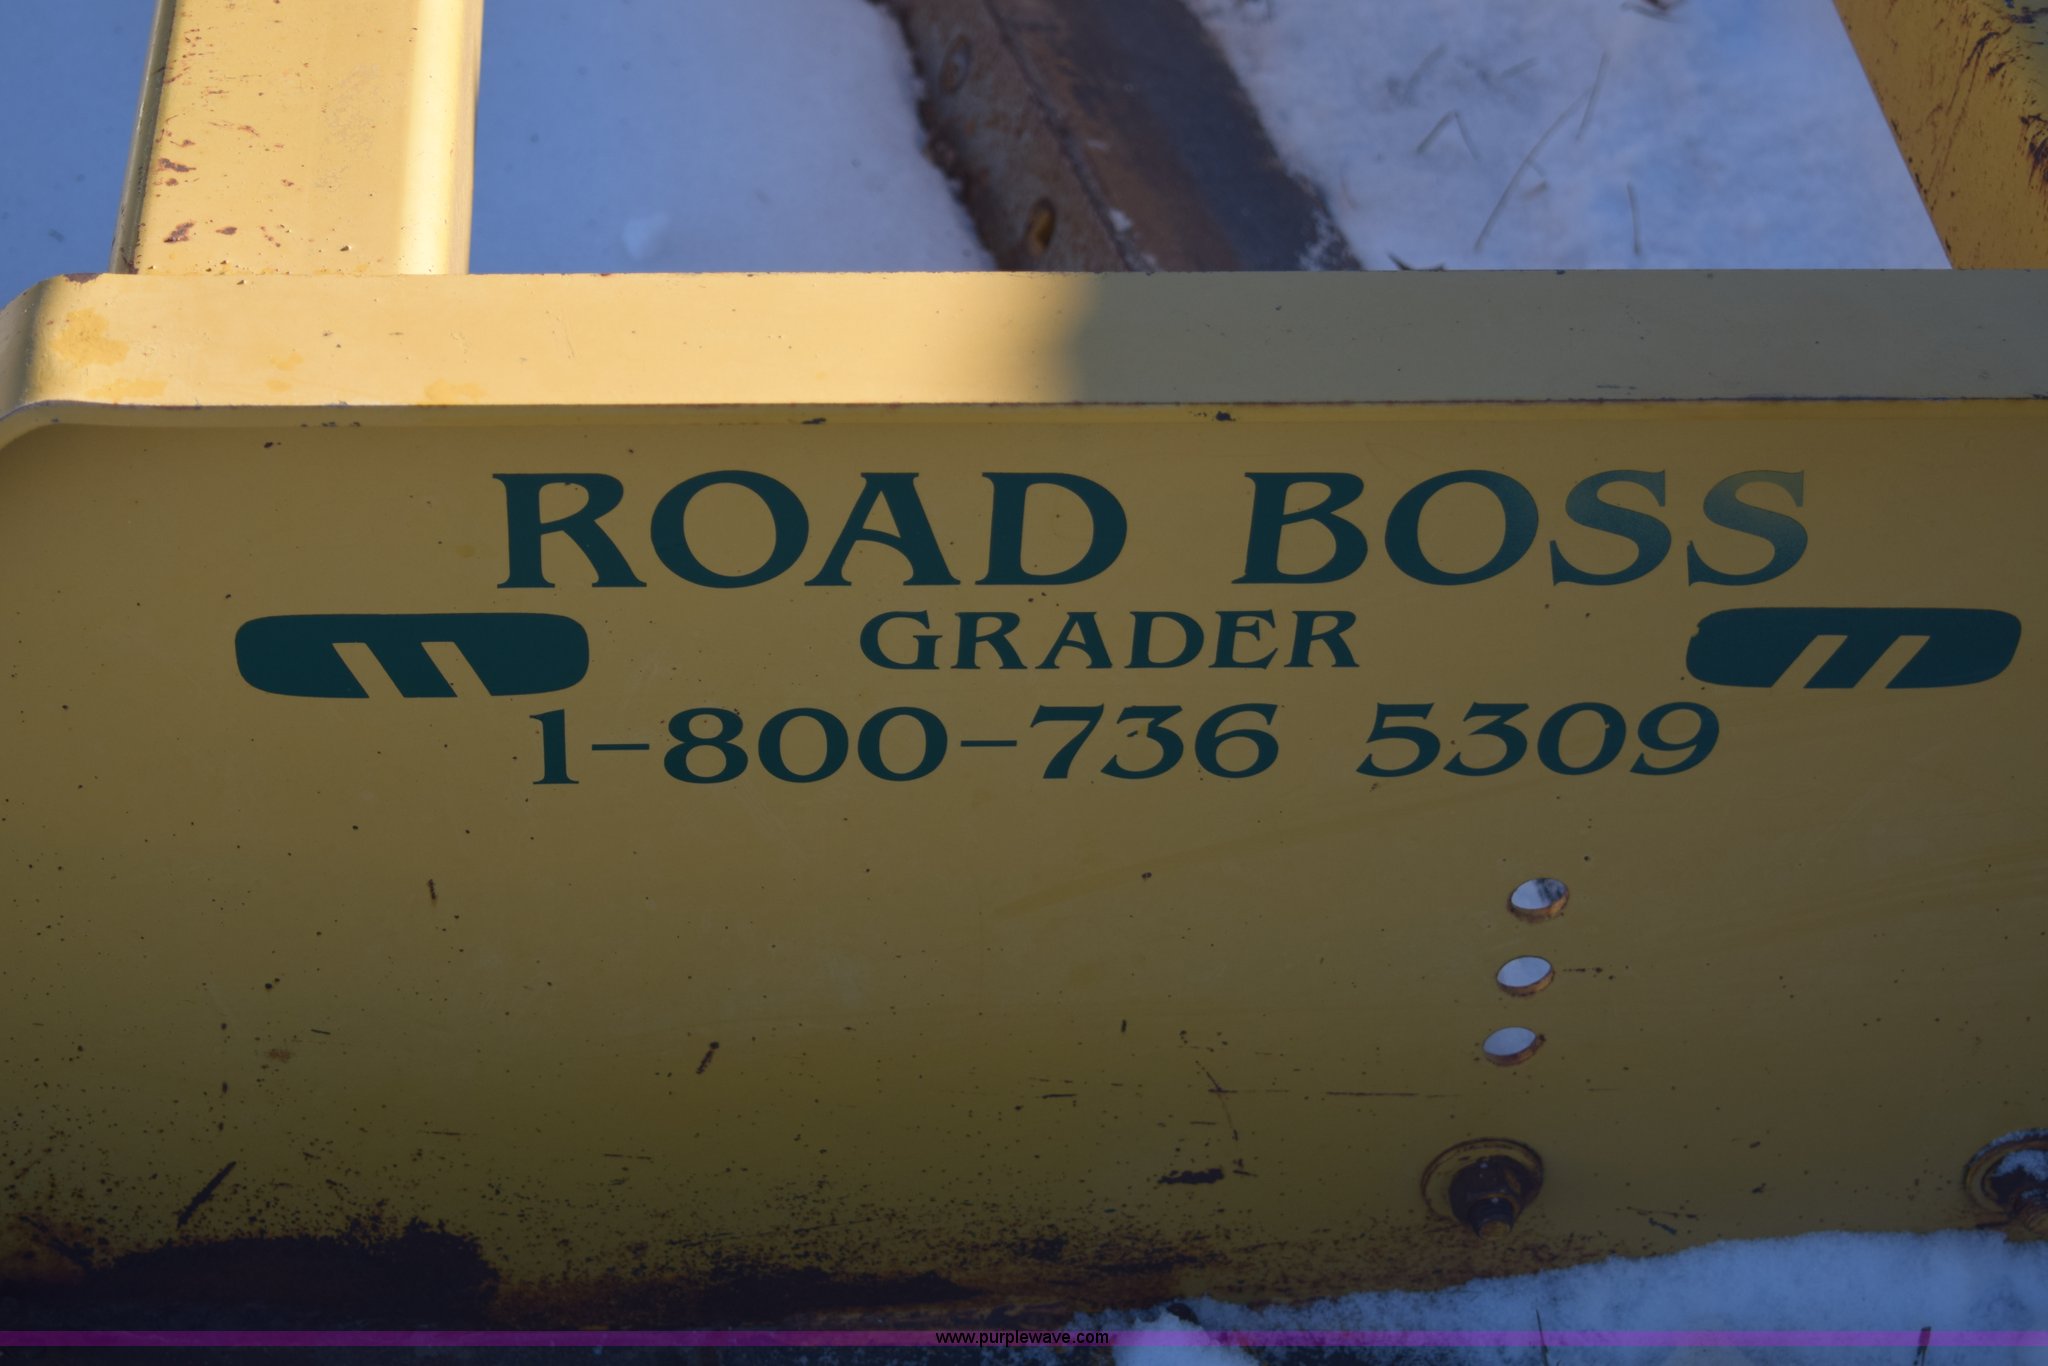 ROAD BOSS
GRADER
1-800-736 5309
www.purplewave.com